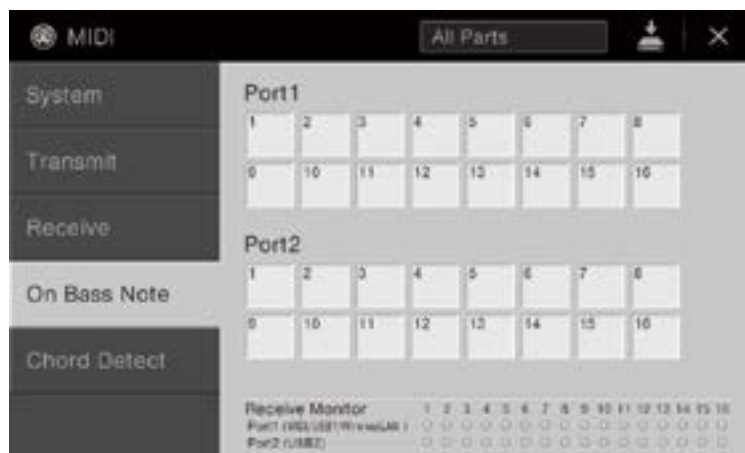 MIDI
All Parts
System
Transmit
Receive
On Bass Note
Chord Detect
Port1
1 2 3 4 5 6 7 8
9 10 11 12 13 14 15 16
Port2
1 2 3 4 5 6 7 8
9 10 11 12 13 14 15 16
Receive Monitor 1 2 3 4 5 6 7 8 9 10 11 12 13 14 15 16
Port1 (MIDI/USB1/WirelessLAN)
Port2 (USB2)